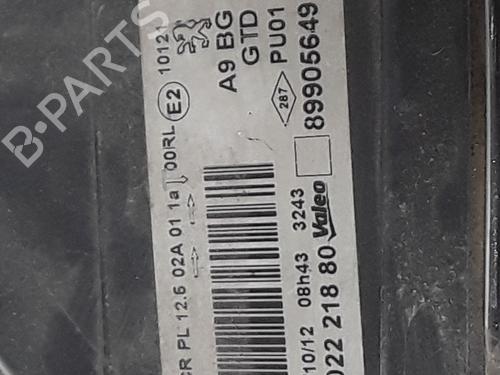 B-PARTS
10121
E2
CR PL 12.6 02A 01 1a 00RL
A9 BG
GTD
PU01
287
89905649
10/12 08h43 3243
022 218 80 Valeo